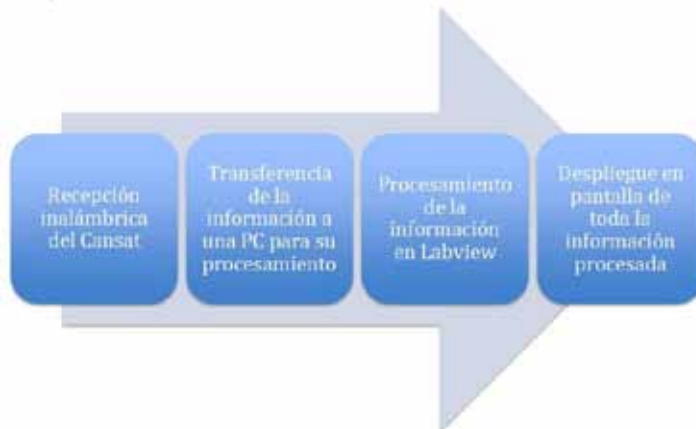 Recepción
inalámbrica
del Cansat
Transferencia
de la
información a
una PC para su
procesamiento
Procesamiento
de la
información
en Labview
Despliegue en
pantalla de
toda la
información
procesada